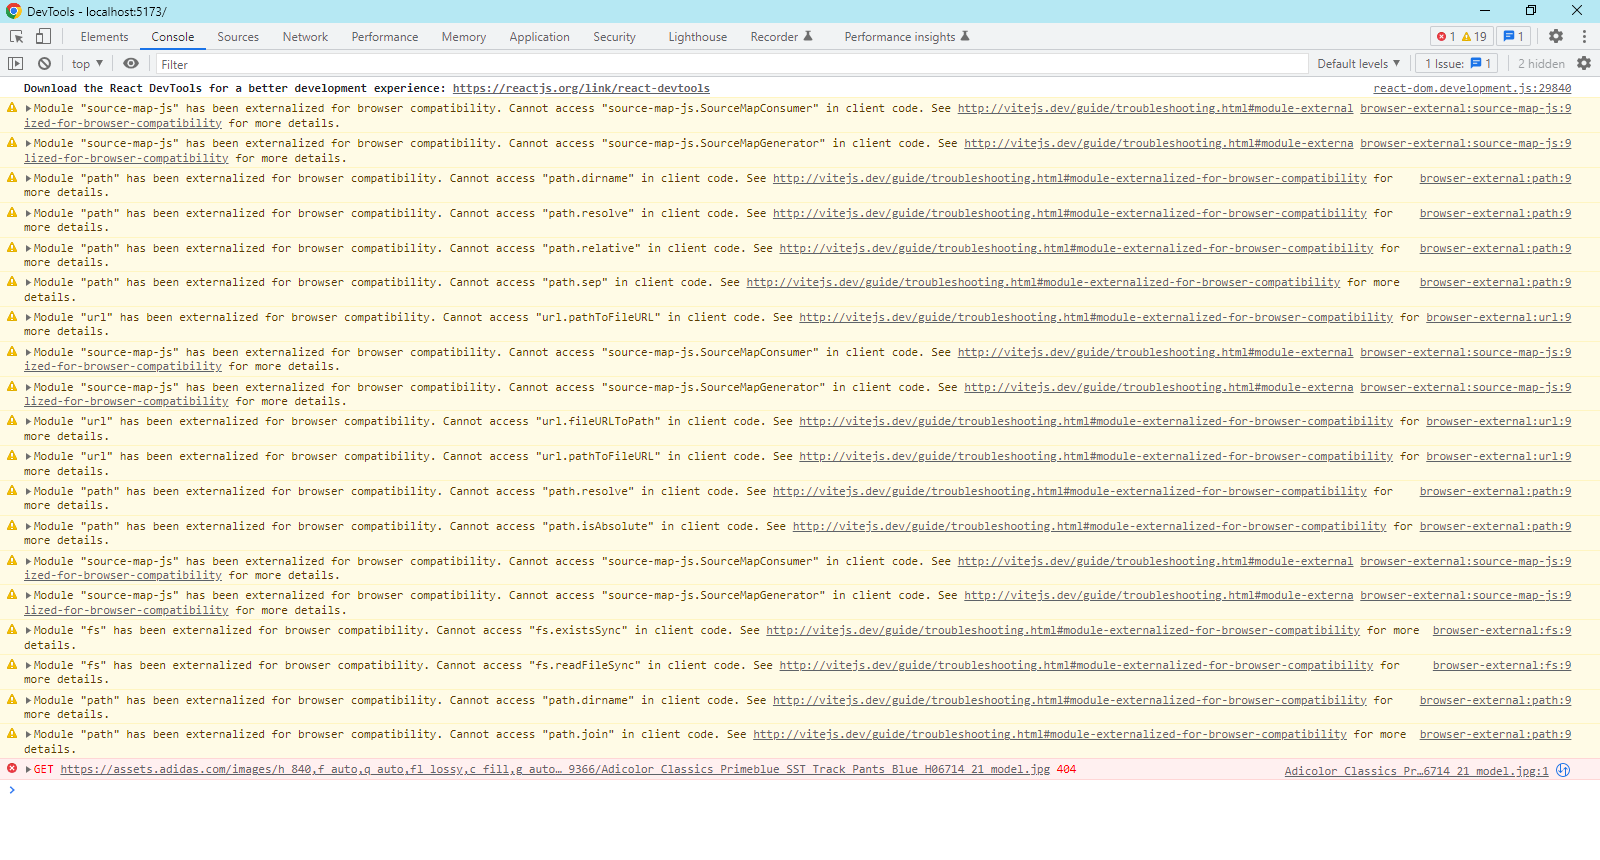 DevTools - localhost:5173/
Elements Console Sources Network Performance Memory Application Security Lighthouse Recorder Performance insights 1 19 1
top Filter Default levels 1 Issue: 1 2 hidden
Download the React DevTools for a better development experience: https://reactjs.org/link/react-devtools react-dom.development.js:29840
Module "source-map-js" has been externalized for browser compatibility. Cannot access "source-map-js.SourceMapConsumer" in client code. See http://vitejs.dev/guide/troubleshooting.html#module-external browser-external:source-map-js:9
ized-for-browser-compatibility for more details.
Module "source-map-js" has been externalized for browser compatibility. Cannot access "source-map-js.SourceMapGenerator" in client code. See http://vitejs.dev/guide/troubleshooting.html#module-externa browser-external:source-map-js:9
lized-for-browser-compatibility for more details.
Module "path" has been externalized for browser compatibility. Cannot access "path.dirname" in client code. See http://vitejs.dev/guide/troubleshooting.html#module-externalized-for-browser-compatibility for browser-external:path:9
more details.
Module "path" has been externalized for browser compatibility. Cannot access "path.resolve" in client code. See http://vitejs.dev/guide/troubleshooting.html#module-externalized-for-browser-compatibility for browser-external:path:9
more details.
Module "path" has been externalized for browser compatibility. Cannot access "path.relative" in client code. See http://vitejs.dev/guide/troubleshooting.html#module-externalized-for-browser-compatibility for browser-external:path:9
more details.
Module "path" has been externalized for browser compatibility. Cannot access "path.sep" in client code. See http://vitejs.dev/guide/troubleshooting.html#module-externalized-for-browser-compatibility for more browser-external:path:9
details.
Module "url" has been externalized for browser compatibility. Cannot access "url.pathToFileURL" in client code. See http://vitejs.dev/guide/troubleshooting.html#module-externalized-for-browser-compatibility for browser-external:url:9
more details.
Module "source-map-js" has been externalized for browser compatibility. Cannot access "source-map-js.SourceMapConsumer" in client code. See http://vitejs.dev/guide/troubleshooting.html#module-external browser-external:source-map-js:9
ized-for-browser-compatibility for more details.
Module "source-map-js" has been externalized for browser compatibility. Cannot access "source-map-js.SourceMapGenerator" in client code. See http://vitejs.dev/guide/troubleshooting.html#module-externa browser-external:source-map-js:9
lized-for-browser-compatibility for more details.
Module "url" has been externalized for browser compatibility. Cannot access "url.fileURLToPath" in client code. See http://vitejs.dev/guide/troubleshooting.html#module-externalized-for-browser-compatibility for browser-external:url:9
more details.
Module "url" has been externalized for browser compatibility. Cannot access "url.pathToFileURL" in client code. See http://vitejs.dev/guide/troubleshooting.html#module-externalized-for-browser-compatibility for browser-external:url:9
more details.
Module "path" has been externalized for browser compatibility. Cannot access "path.resolve" in client code. See http://vitejs.dev/guide/troubleshooting.html#module-externalized-for-browser-compatibility for browser-external:path:9
more details.
Module "path" has been externalized for browser compatibility. Cannot access "path.isAbsolute" in client code. See http://vitejs.dev/guide/troubleshooting.html#module-externalized-for-browser-compatibility for browser-external:path:9
more details.
Module "source-map-js" has been externalized for browser compatibility. Cannot access "source-map-js.SourceMapConsumer" in client code. See http://vitejs.dev/guide/troubleshooting.html#module-external browser-external:source-map-js:9
ized-for-browser-compatibility for more details.
Module "source-map-js" has been externalized for browser compatibility. Cannot access "source-map-js.SourceMapGenerator" in client code. See http://vitejs.dev/guide/troubleshooting.html#module-externa browser-external:source-map-js:9
lized-for-browser-compatibility for more details.
Module "fs" has been externalized for browser compatibility. Cannot access "fs.existsSync" in client code. See http://vitejs.dev/guide/troubleshooting.html#module-externalized-for-browser-compatibility for more browser-external:fs:9
details.
Module "fs" has been externalized for browser compatibility. Cannot access "fs.readFileSync" in client code. See http://vitejs.dev/guide/troubleshooting.html#module-externalized-for-browser-compatibility for browser-external:fs:9
more details.
Module "path" has been externalized for browser compatibility. Cannot access "path.dirname" in client code. See http://vitejs.dev/guide/troubleshooting.html#module-externalized-for-browser-compatibility for browser-external:path:9
more details.
Module "path" has been externalized for browser compatibility. Cannot access "path.join" in client code. See http://vitejs.dev/guide/troubleshooting.html#module-externalized-for-browser-compatibility for more browser-external:path:9
details.
GET https://assets.adidas.com/images/h_840,f_auto,q_auto,fl_lossy,c_fill,g_auto…_9366/Adicolor_Classics_Primeblue_SST_Track_Pants_Blue_H06714_21_model.jpg 404 Adicolor_Classics_Pr…6714_21_model.jpg:1